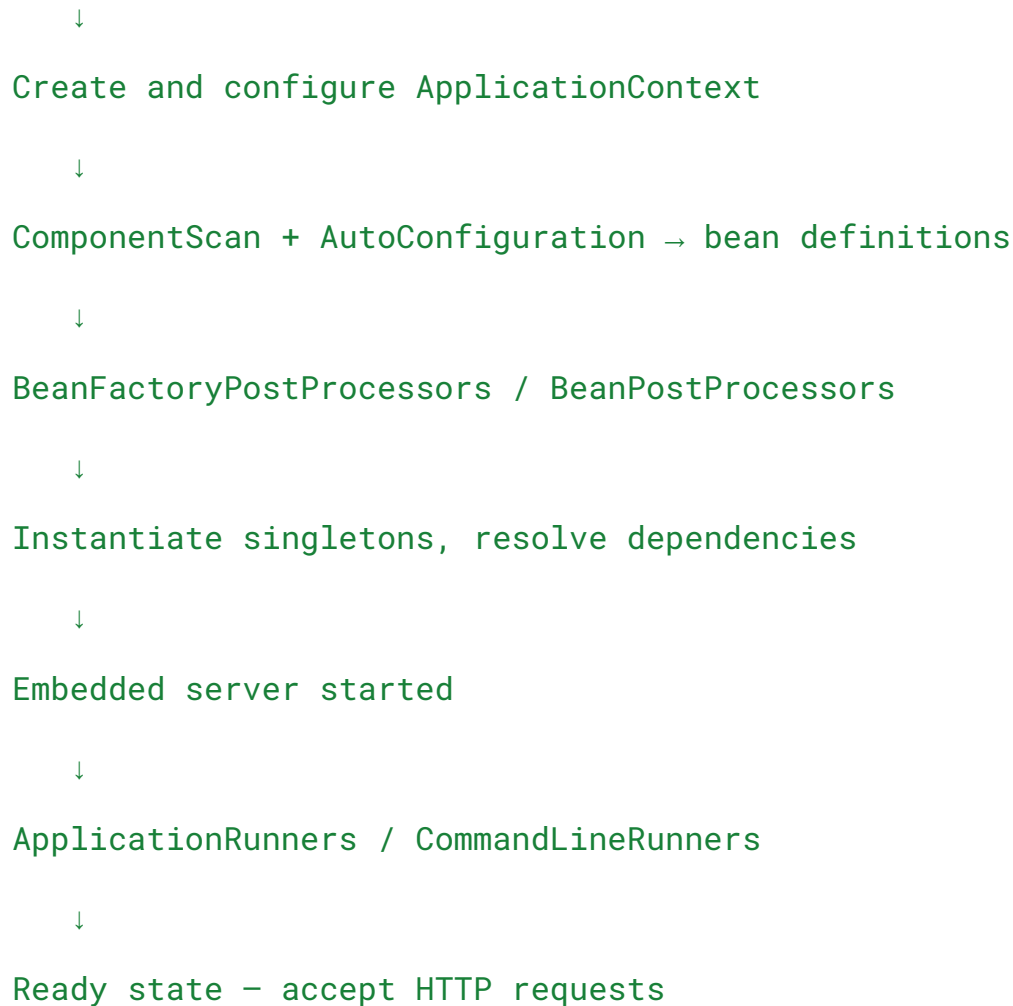 ↓
Create and configure ApplicationContext
↓
ComponentScan + AutoConfiguration → bean definitions
↓
BeanFactoryPostProcessors / BeanPostProcessors
↓
Instantiate singletons, resolve dependencies
↓
Embedded server started
↓
ApplicationRunners / CommandLineRunners
↓
Ready state — accept HTTP requests